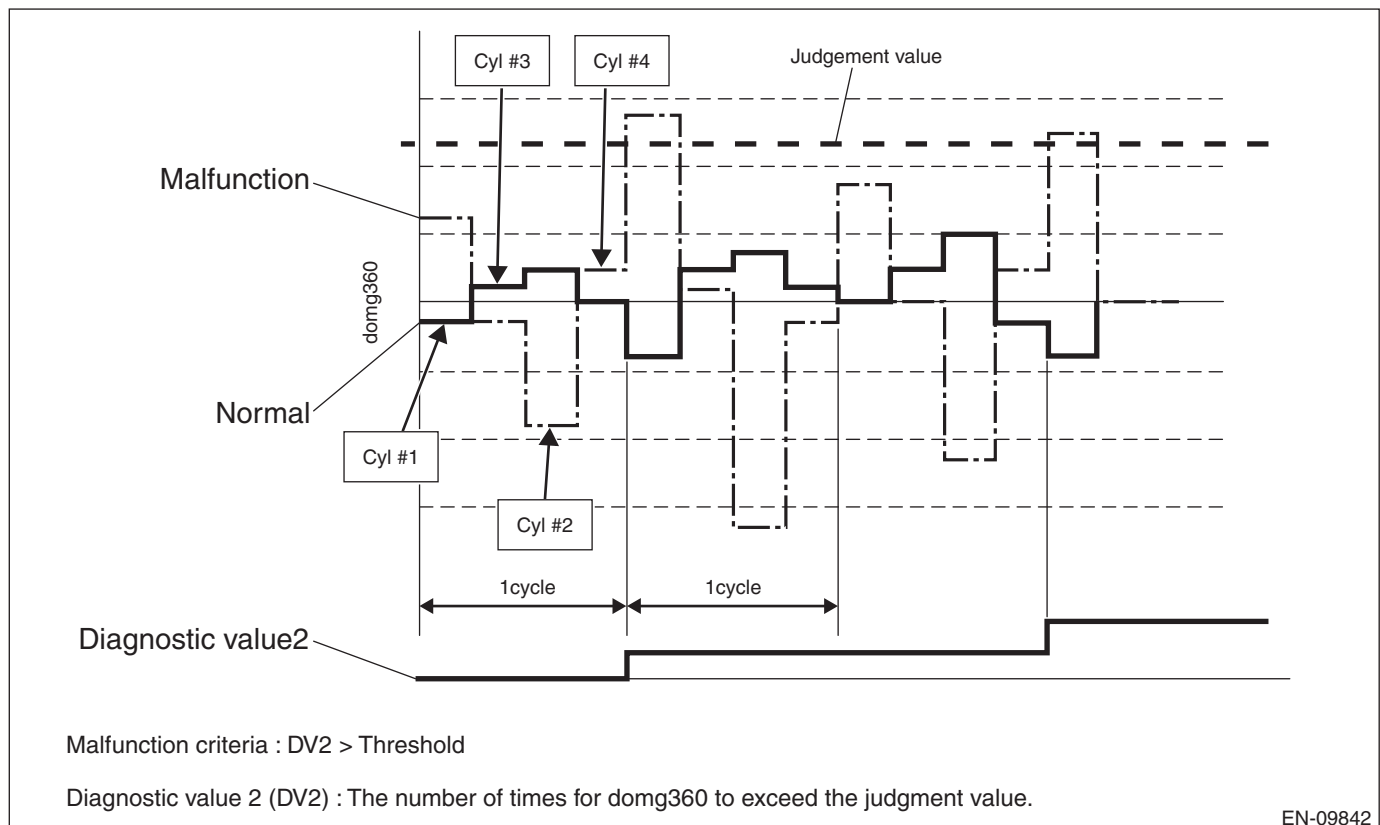 Cyl #3
Cyl #4
Judgement value
Malfunction
domg360
Normal
Cyl #1
Cyl #2
1cycle
1cycle
Diagnostic value2
Malfunction criteria : DV2 > Threshold
Diagnostic value 2 (DV2) : The number of times for domg360 to exceed the judgment value.
EN-09842